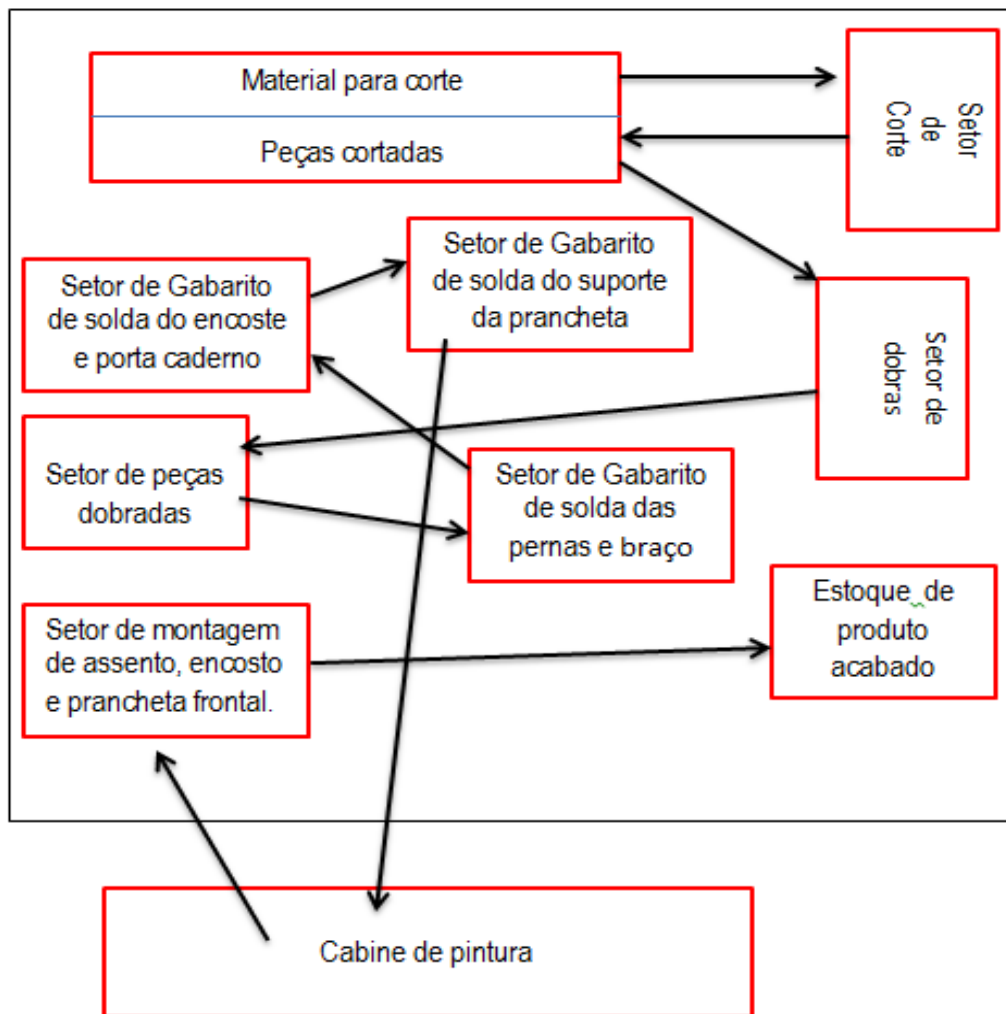 Material para corte
Peças cortadas
Setor
de
Corte
Setor de Gabarito
de solda do suporte
da prancheta
Setor de Gabarito
de solda do encoste
e porta caderno
Setor de
dobras
Setor de peças
dobradas
Setor de Gabarito
de solda das
pernas e braço
Estoque de
produto
acabado
Setor de montagem
de assento, encosto
e prancheta frontal.
Cabine de pintura